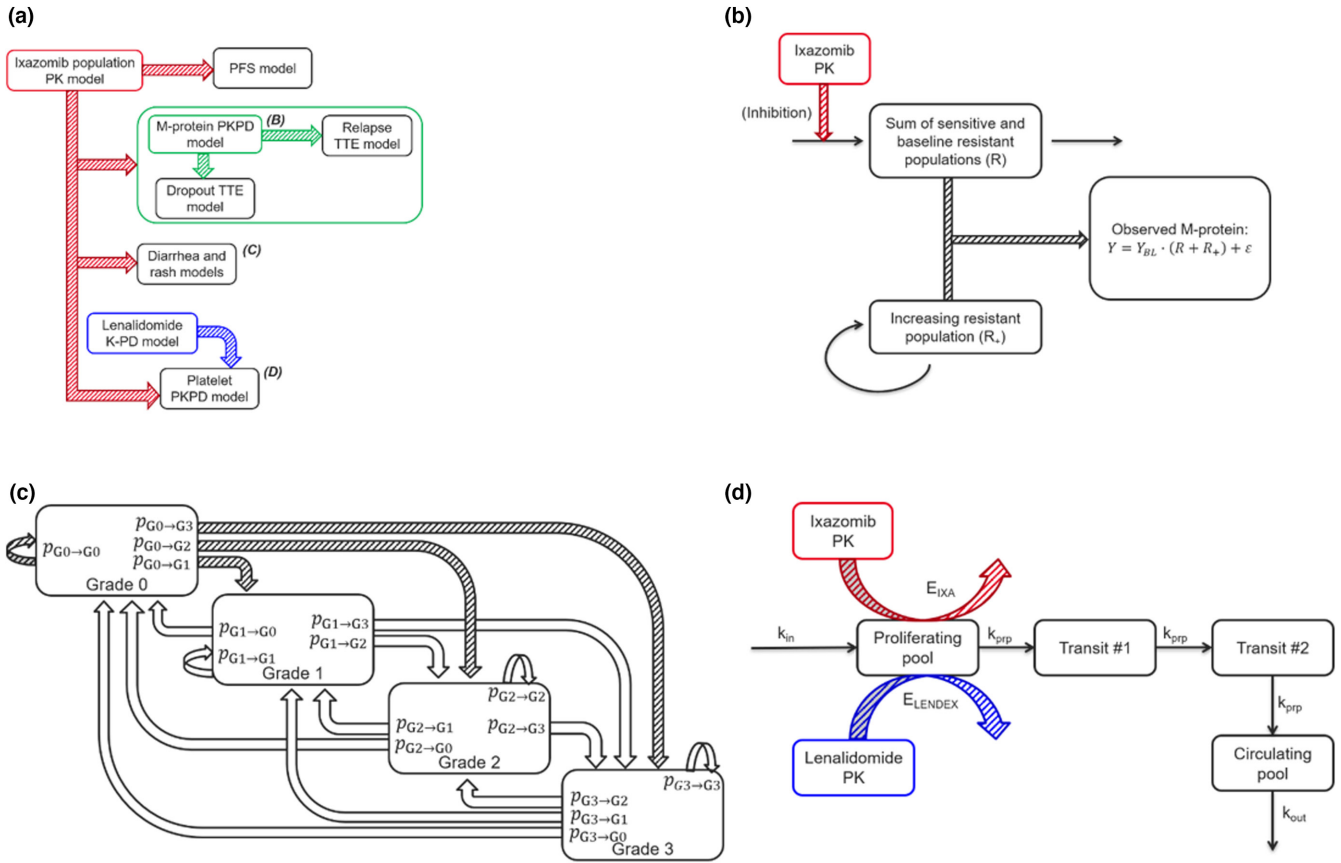 (a)
Ixazomib population
PK model
PFS model
M-protein PKPD
model
(B)
Relapse
TTE model
Dropout TTE
model
Diarrhea and
rash models
(C)
Lenalidomide
K-PD model
Platelet
PKPD model
(D)
(b)
Ixazomib
PK
(Inhibition)
Sum of sensitive and
baseline resistant
populations (R)
Observed M-protein:
Y = Y_BL · (R + R₊) + ε
Increasing resistant
population (R₊)
(c)
p_G0→G0
p_G0→G3
p_G0→G2
p_G0→G1
Grade 0
p_G1→G0
p_G1→G1
p_G1→G3
p_G1→G2
Grade 1
p_G2→G2
p_G2→G1
p_G2→G3
p_G2→G0
Grade 2
p_G3→G3
p_G3→G2
p_G3→G1
p_G3→G0
Grade 3
(d)
Ixazomib
PK
E_IXA
k_in
Proliferating
pool
k_prp
Transit #1
k_prp
Transit #2
E_LENDEX
k_prp
Lenalidomide
PK
Circulating
pool
k_out